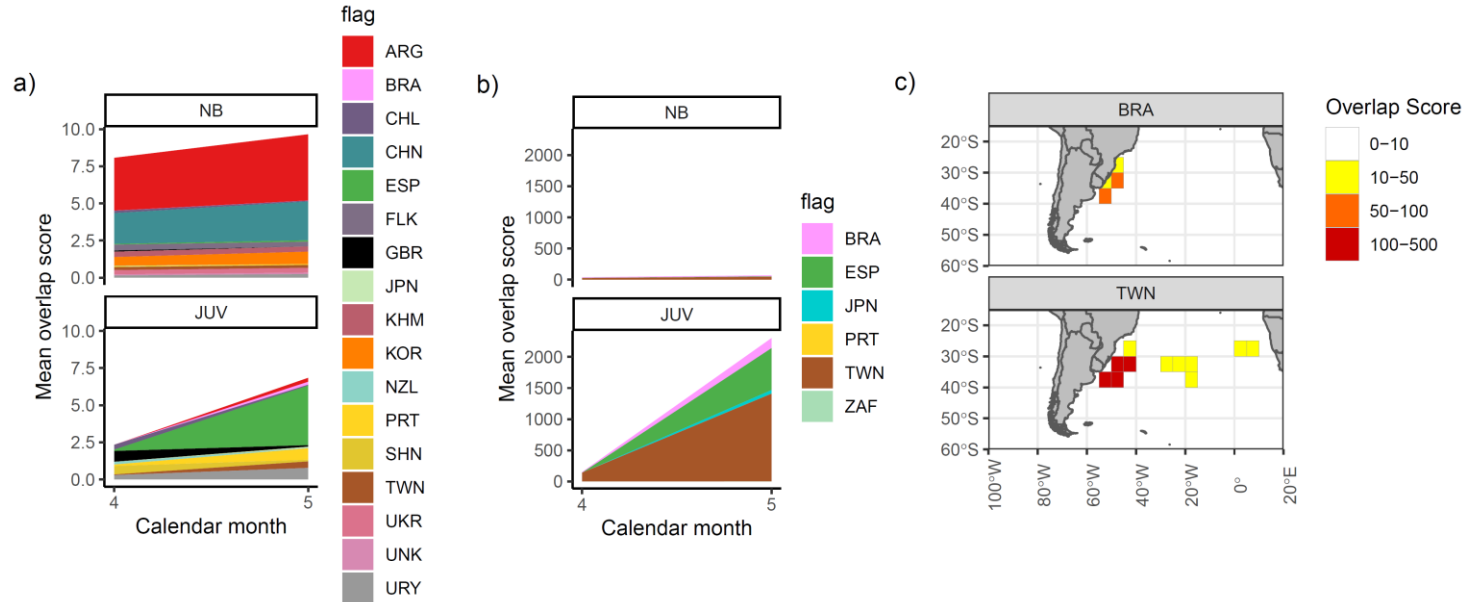 a)
NB
10.0
7.5
5.0
2.5
0.0
JUV
10.0
7.5
5.0
2.5
0.0
4
5
Mean overlap score
Calendar month
flag
ARG
BRA
CHL
CHN
ESP
FLK
GBR
JPN
KHM
KOR
NZL
PRT
SHN
TWN
UKR
UNK
URY
b)
NB
2000
1500
1000
500
0
JUV
2000
1500
1000
500
0
4
5
Mean overlap score
Calendar month
flag
BRA
ESP
JPN
PRT
TWN
ZAF
c)
BRA
20°S
30°S
40°S
50°S
60°S
TWN
20°S
30°S
40°S
50°S
60°S
100°W
80°W
60°W
40°W
20°W
0°
20°E
Overlap Score
0−10
10−50
50−100
100−500